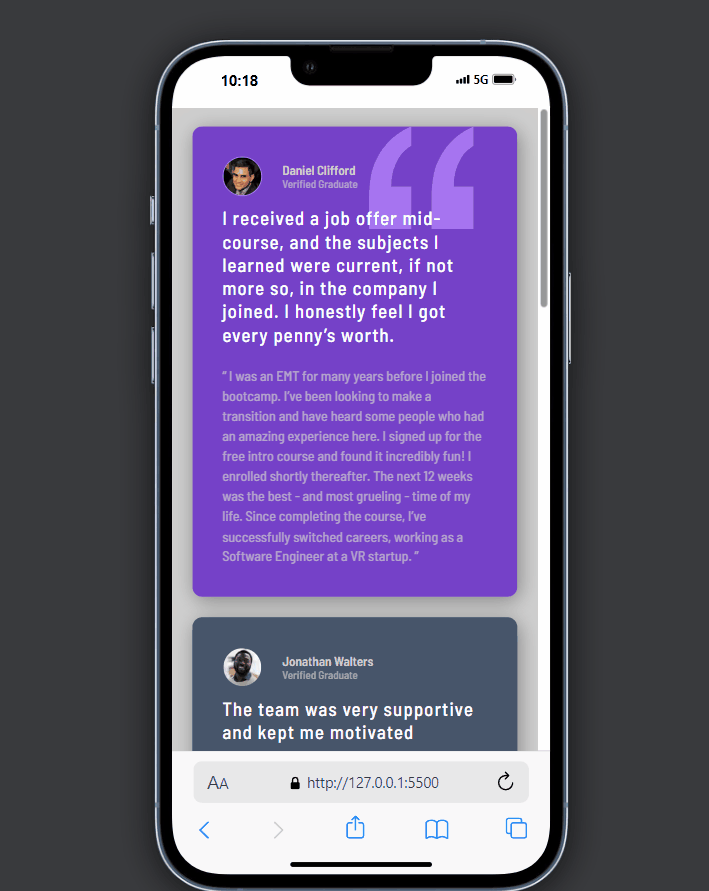 10:18
5G
Daniel Clifford
Verified Graduate
I received a job offer mid-
course, and the subjects I
learned were current, if not
more so, in the company I
joined. I honestly feel I got
every penny’s worth.
“ I was an EMT for many years before I joined the
bootcamp. I’ve been looking to make a
transition and have heard some people who had
an amazing experience here. I signed up for the
free intro course and found it incredibly fun! I
enrolled shortly thereafter. The next 12 weeks
was the best - and most grueling - time of my
life. Since completing the course, I’ve
successfully switched careers, working as a
Software Engineer at a VR startup. ”
Jonathan Walters
Verified Graduate
The team was very supportive
and kept me motivated
AA
http://127.0.0.1:5500